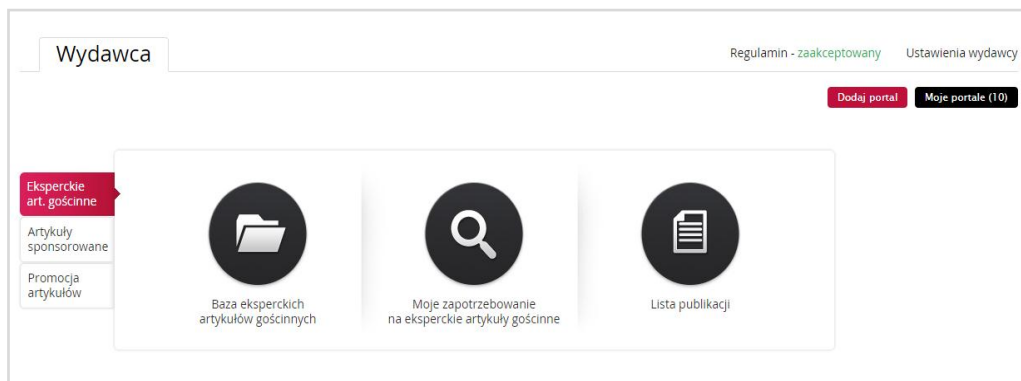 Wydawca
Regulamin - zaakceptowany
Ustawienia wydawcy
Dodaj portal
Moje portale (10)
Eksperckie
art. gościnne
Artykuły
sponsorowane
Promocja
artykułów
Baza eksperckich
artykułów gościnnych
Moje zapotrzebowanie
na eksperckie artykuły gościnne
Lista publikacji